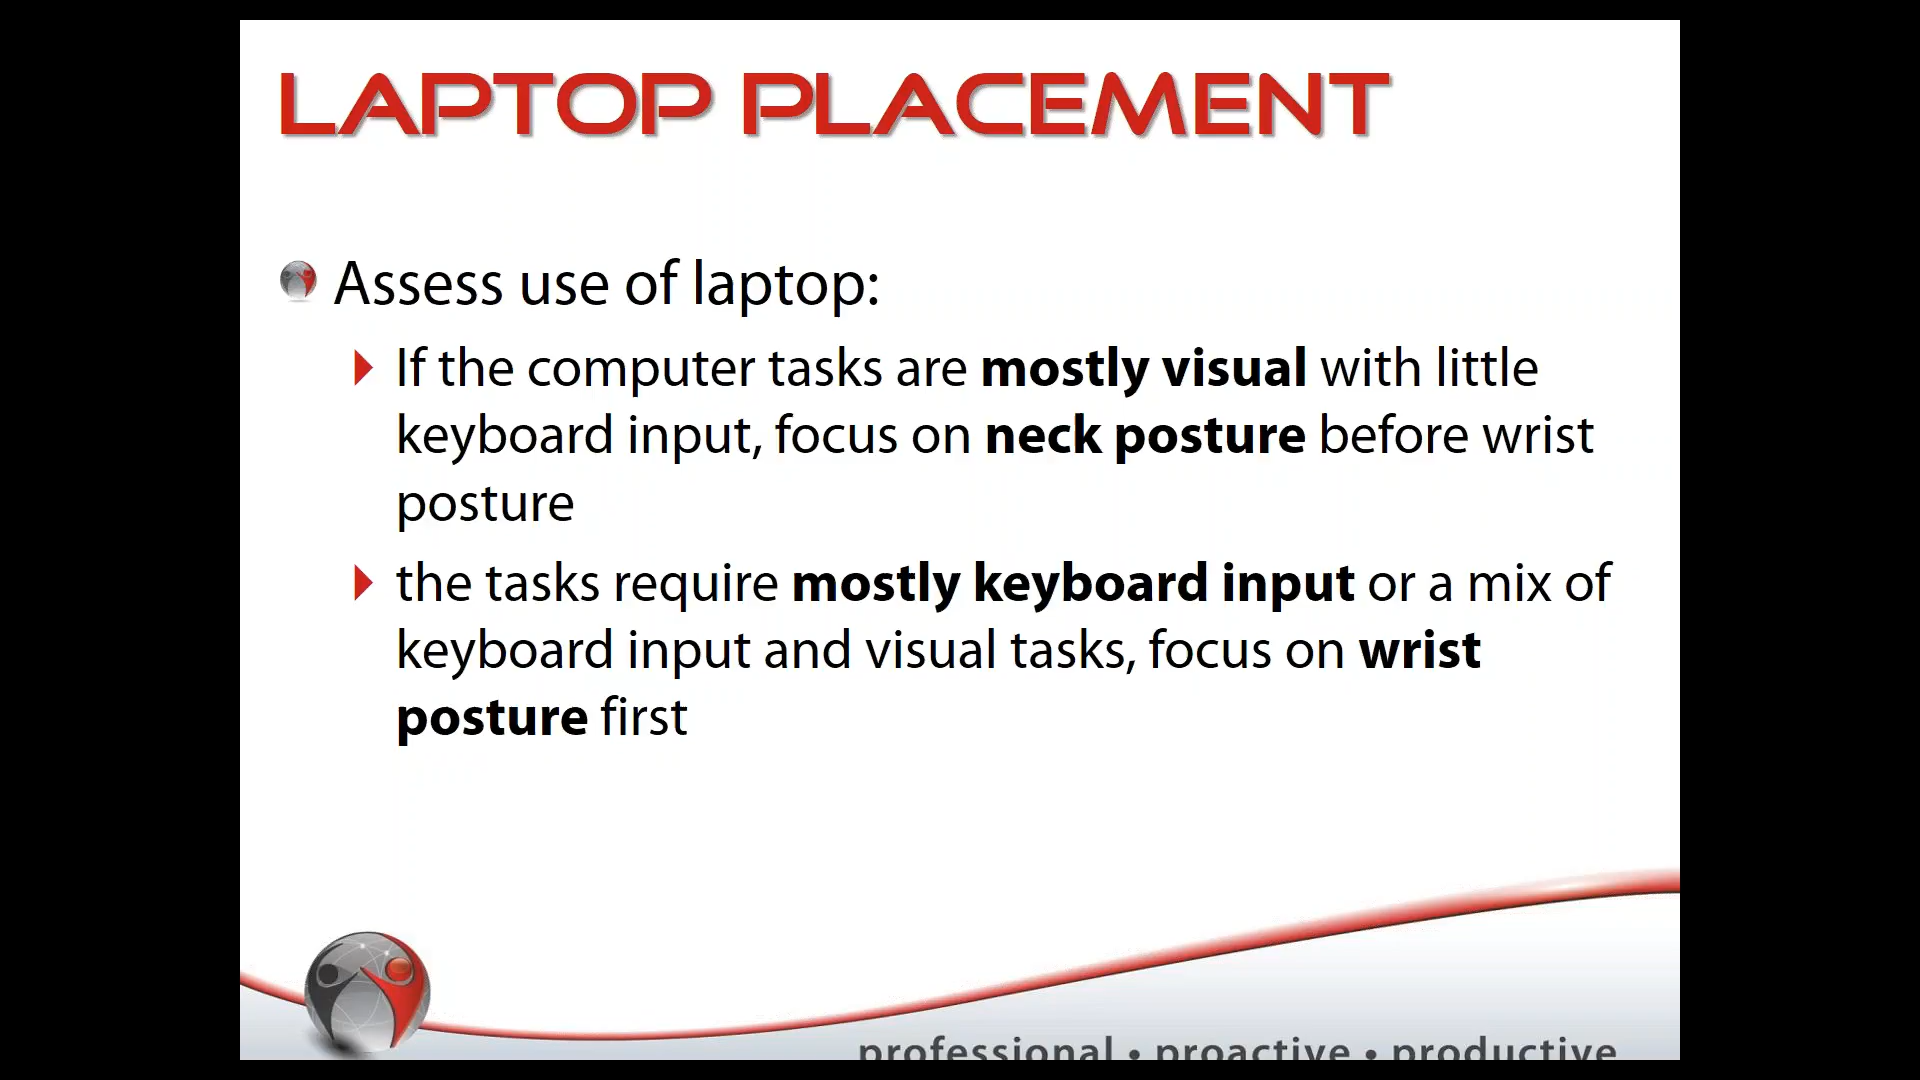 LAPTOP PLACEMENT
Assess use of laptop:
If the computer tasks are mostly visual with little
keyboard input, focus on neck posture before wrist
posture
the tasks require mostly keyboard input or a mix of
keyboard input and visual tasks, focus on wrist
posture first
professional • proactive • productive